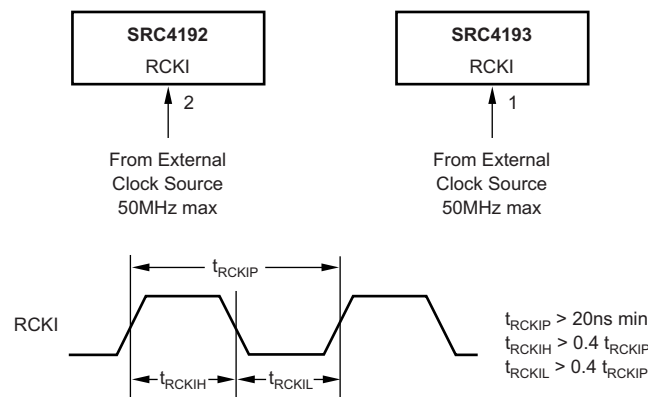 SRC4192
RCKI
2
From External
Clock Source
50MHz max
SRC4193
RCKI
1
From External
Clock Source
50MHz max
tRCKIP
RCKI
tRCKIH
tRCKIL
tRCKIP > 20ns min
tRCKIH > 0.4 tRCKIP
tRCKIL > 0.4 tRCKIP